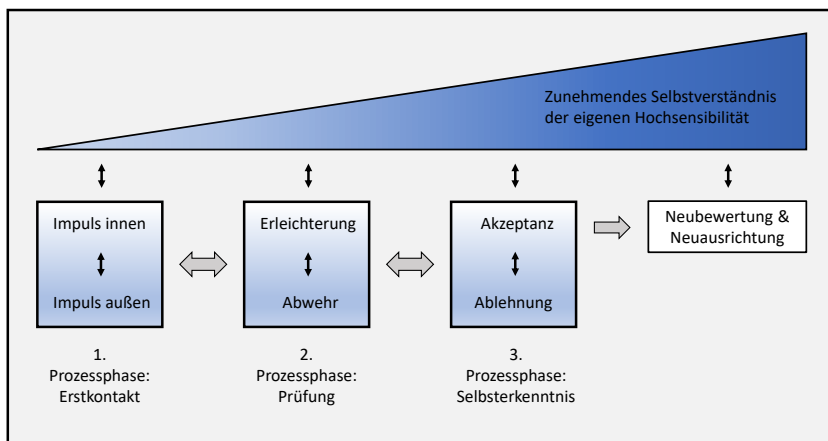 Zunehmendes Selbstverständnis
der eigenen Hochsensibilität
Impuls innen
Impuls außen
Erleichterung
Abwehr
Akzeptanz
Ablehnung
Neubewertung &
Neuausrichtung
1.
Prozessphase:
Erstkontakt
2.
Prozessphase:
Prüfung
3.
Prozessphase:
Selbsterkenntnis